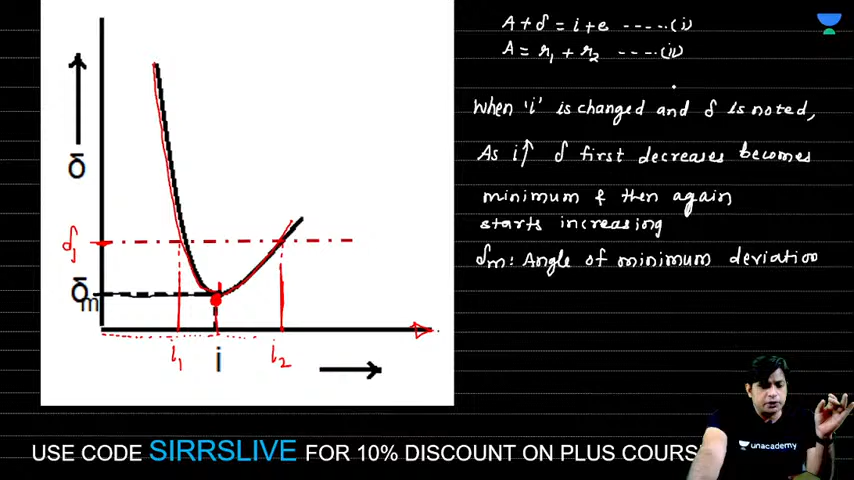 A + δ = i + e -----(i)
A = r₁ + r₂ ----(ii)
When 'i' is changed and δ is noted,
As i↑ δ first decreases becomes
minimum & then again
starts increasing
δm: Angle of minimum deviation
δ
δ₁
δm
i₁
i
i₂
unacademy
USE CODE SIRRSLIVE FOR 10% DISCOUNT ON PLUS COURS